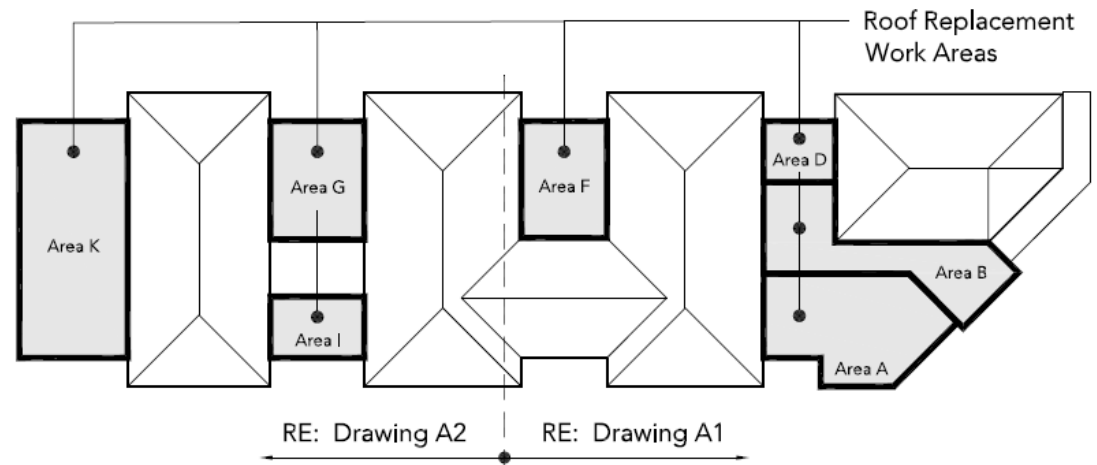 Roof Replacement
Work Areas
Area D
Area G
Area F
Area K
Area B
Area I
Area A
RE: Drawing A2
RE: Drawing A1